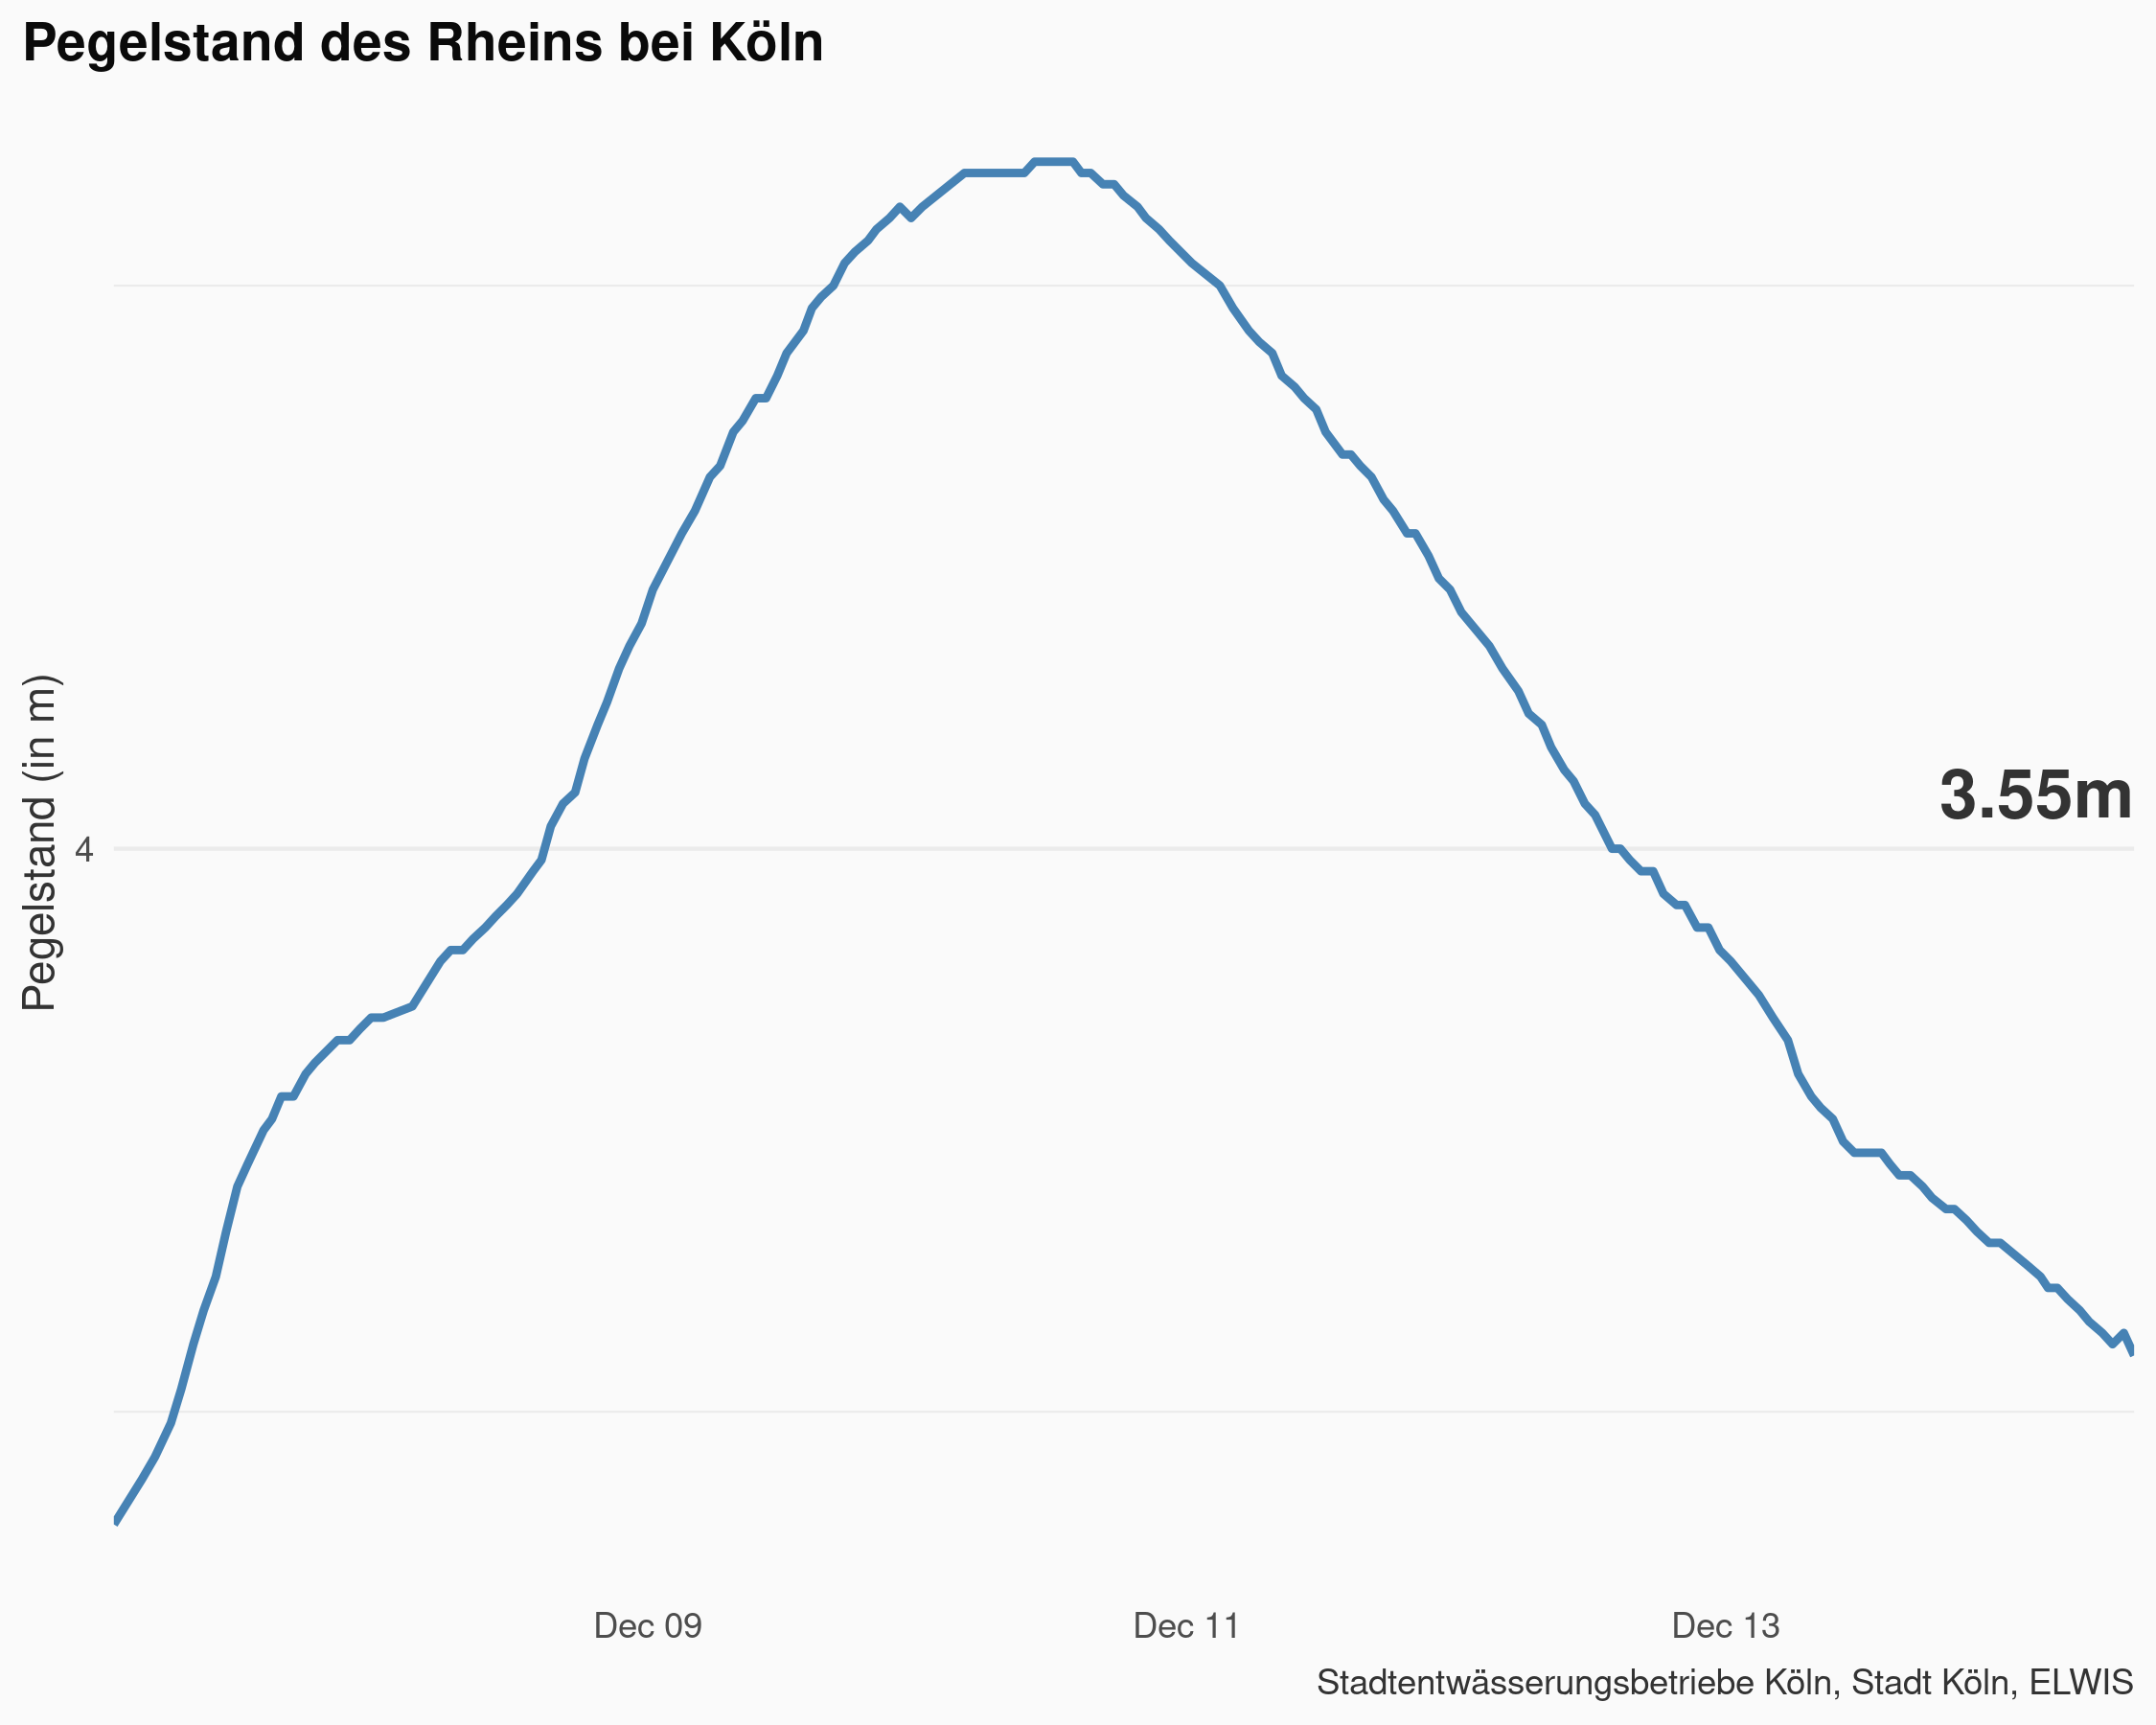 Pegelstand des Rheins bei Köln
Pegelstand (in m)
3.55m
4
Dec 09
Dec 11
Dec 13
Stadtentwässerungsbetriebe Köln, Stadt Köln, ELWIS